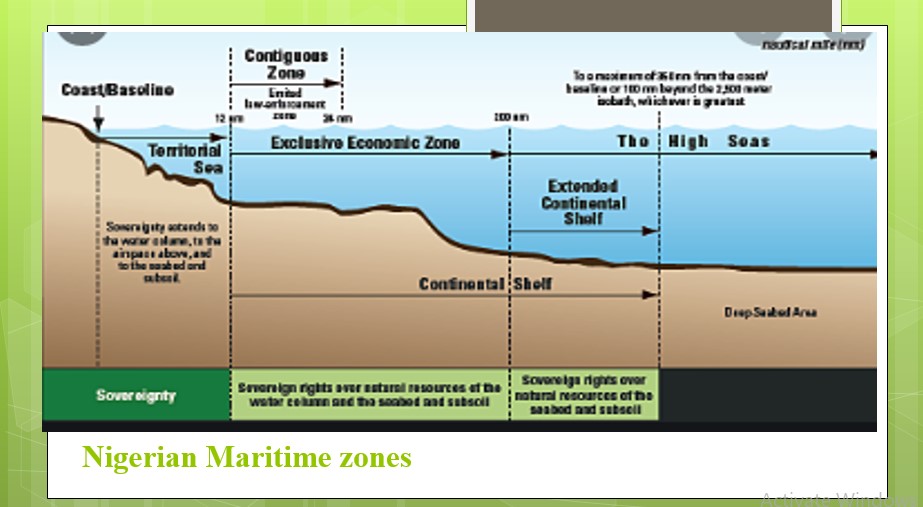 nautical mile (nm)
Contiguous
Zone
Limited
law-enforcement
zone
Coast/Baseline
12 nm
24 nm
200 nm
To a maximum of 350 nm from the coast/
baseline or 100 nm beyond the 2,500 meter
isobath, whichever is greatest
Territorial
Sea
Exclusive Economic Zone
The High Seas
Extended
Continental
Shelf
Sovereignty extends to
the water column, to the
airspace above, and
to the seabed and
subsoil.
Continental Shelf
Deep Seabed Area
Sovereignty
Sovereign rights over natural resources of the
water column and the seabed and subsoil
Sovereign rights over
natural resources of the
seabed and subsoil
Nigerian Maritime zones